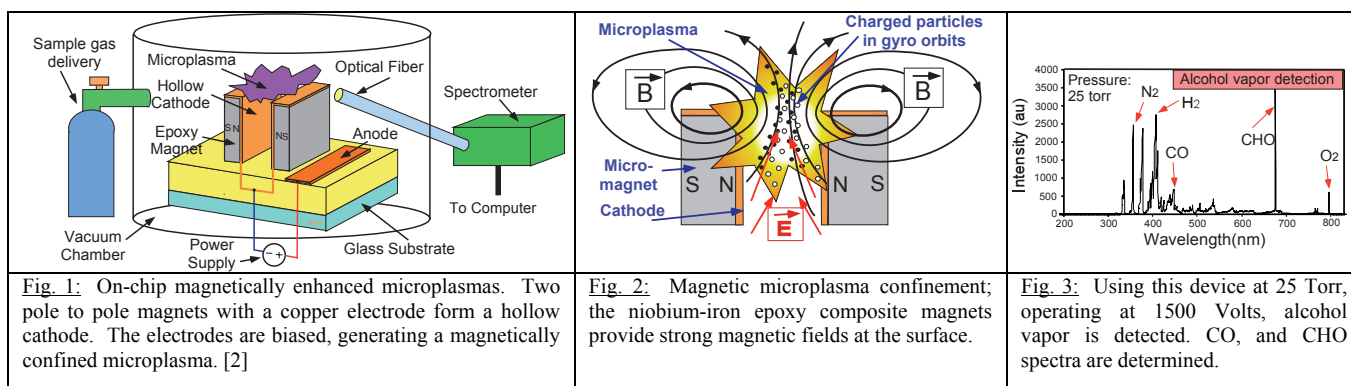 Sample gas
delivery
Microplasma
Hollow
Cathode
Optical Fiber
Spectrometer
Epoxy
Magnet
S N
N S
Anode
To Computer
Vacuum
Chamber
Power
Supply
- +
Glass Substrate
Fig. 1: On-chip magnetically enhanced microplasmas. Two
pole to pole magnets with a copper electrode form a hollow
cathode. The electrodes are biased, generating a magnetically
confined microplasma. [2]
Microplasma
Charged particles
in gyro orbits
B
B
Micro-
magnet
S N
N S
Cathode
E
Fig. 2: Magnetic microplasma confinement;
the niobium-iron epoxy composite magnets
provide strong magnetic fields at the surface.
Pressure:
25 torr
Alcohol vapor detection
N2
H2
CO
CHO
O2
Intensity (au)
4000
3500
3000
2500
2000
1500
1000
500
0
200 300 400 500 600 700 800
Wavelength(nm)
Fig. 3: Using this device at 25 Torr,
operating at 1500 Volts, alcohol
vapor is detected. CO, and CHO
spectra are determined.